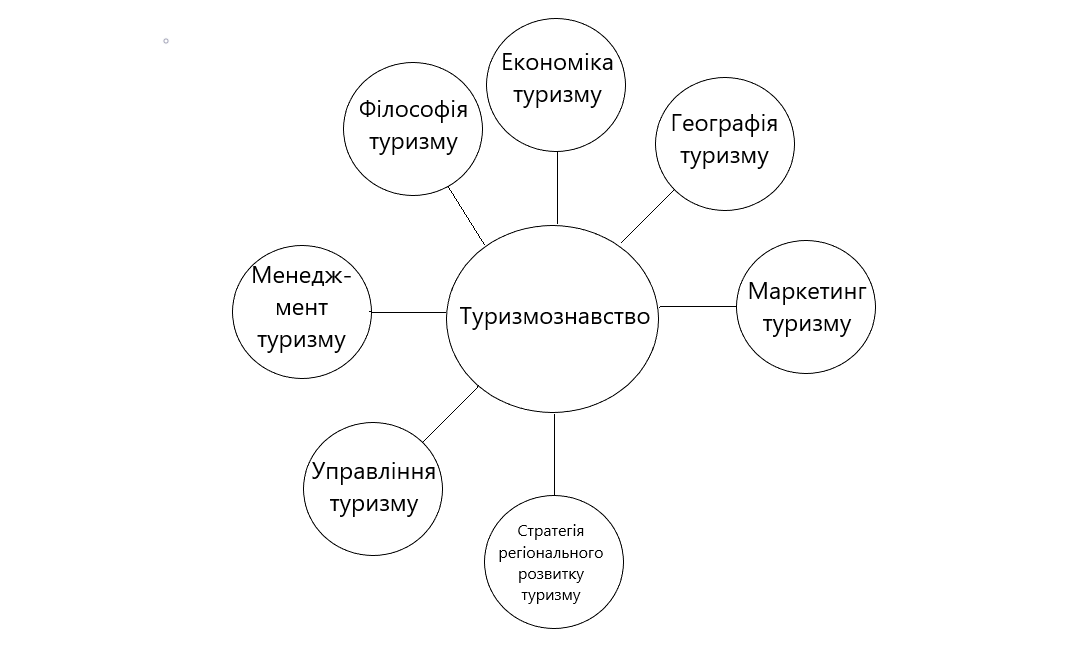 Економіка
туризму
Філософія
туризму
Географія
туризму
Менедж-
мент
туризму
Туризмознавство
Маркетинг
туризму
Управління
туризму
Стратегія
регіонального
розвитку
туризму